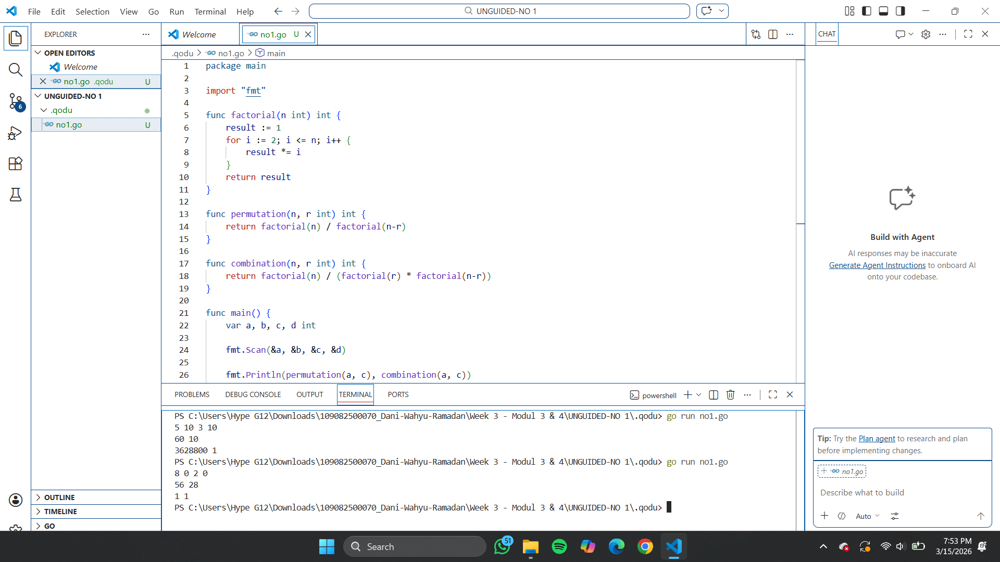 File Edit Selection View Go Run Terminal Help
UNGUIDED-NO 1
EXPLORER
OPEN EDITORS
Welcome
no1.go .qodu U
UNGUIDED-NO 1
.qodu
no1.go U
6
OUTLINE
TIMELINE
GO
Welcome
no1.go U
.qodu > no1.go > main
1 package main
2
3 import "fmt"
4
5 func factorial(n int) int {
6 result := 1
7 for i := 2; i <= n; i++ {
8 result *= i
9 }
10 return result
11 }
12
13 func permutation(n, r int) int {
14 return factorial(n) / factorial(n-r)
15 }
16
17 func combination(n, r int) int {
18 return factorial(n) / (factorial(r) * factorial(n-r))
19 }
20
21 func main() {
22 var a, b, c, d int
23
24 fmt.Scan(&a, &b, &c, &d)
25
26 fmt.Println(permutation(a, c), combination(a, c))
PROBLEMS DEBUG CONSOLE OUTPUT TERMINAL PORTS
powershell
PS C:\Users\Hype G12\Downloads\109082500070_Dani-Wahyu-Ramadan\Week 3 - Modul 3 & 4\UNGUIDED-NO 1\.qodu> go run no1.go
5 10 3 10
60 10
3628800 1
PS C:\Users\Hype G12\Downloads\109082500070_Dani-Wahyu-Ramadan\Week 3 - Modul 3 & 4\UNGUIDED-NO 1\.qodu> go run no1.go
8 0 2 0
56 28
1 1
PS C:\Users\Hype G12\Downloads\109082500070_Dani-Wahyu-Ramadan\Week 3 - Modul 3 & 4\UNGUIDED-NO 1\.qodu>
CHAT
Build with Agent
AI responses may be inaccurate
Generate Agent Instructions to onboard AI
onto your codebase.
Tip: Try the Plan agent to research and plan
before implementing changes.
no1.go
Describe what to build
Auto
Search
51
7:53 PM
3/15/2026